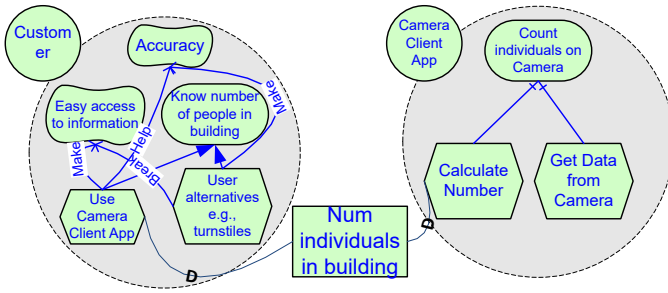 Custom
er
Accuracy
Easy access
to information
Know number
of people in
building
Make
Help
Make
Break
Use
Camera
Client App
User
alternatives
e.g.,
turnstiles
D
Num
individuals
in building
D
Camera
Client
App
Count
individuals on
Camera
Calculate
Number
Get Data
from
Camera